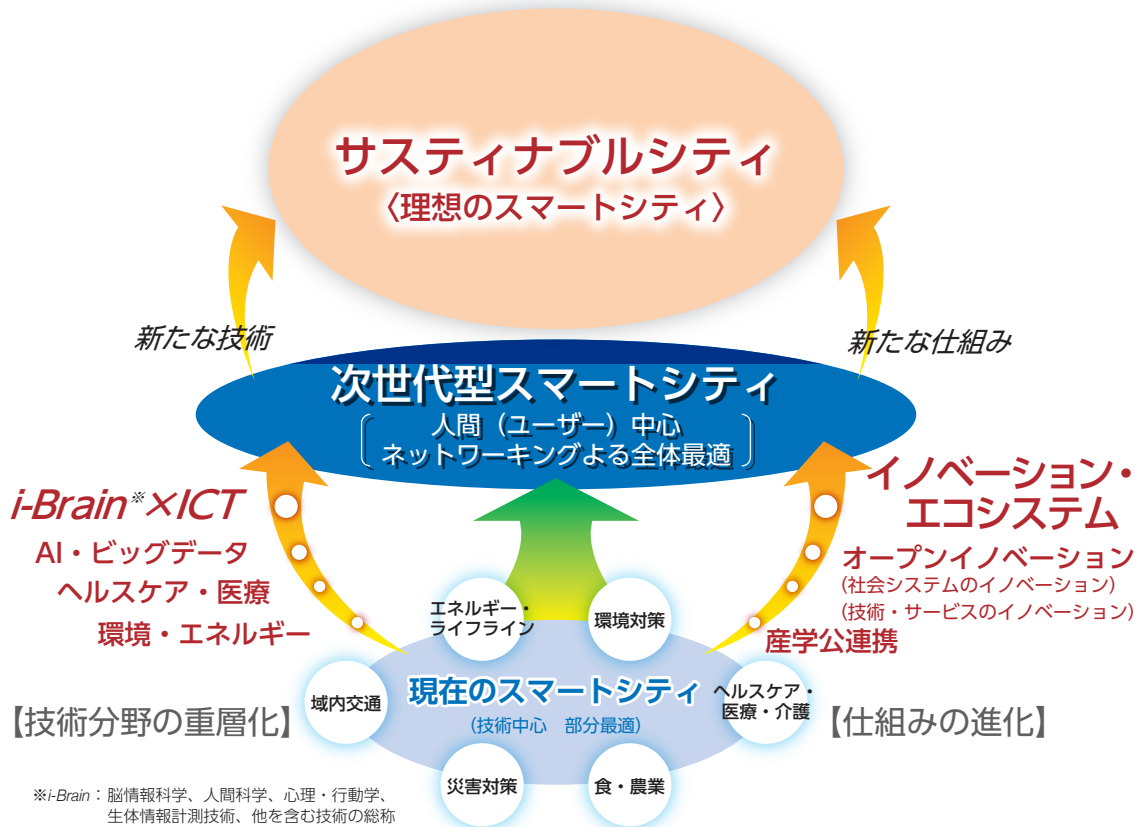 サスティナブルシティ
〈理想のスマートシティ〉
新たな技術
新たな仕組み
次世代型スマートシティ
人間（ユーザー）中心
ネットワーキングよる全体最適
i-Brain※×ICT
AI・ビッグデータ
ヘルスケア・医療
環境・エネルギー
イノベーション・
エコシステム
オープンイノベーション
（社会システムのイノベーション）
（技術・サービスのイノベーション）
産学公連携
エネルギー・
ライフライン
環境対策
域内交通
現在のスマートシティ
（技術中心　部分最適）
ヘルスケア・
医療・介護
【技術分野の重層化】
【仕組みの進化】
災害対策
食・農業
※i-Brain：脳情報科学、人間科学、心理・行動学、
生体情報計測技術、他を含む技術の総称